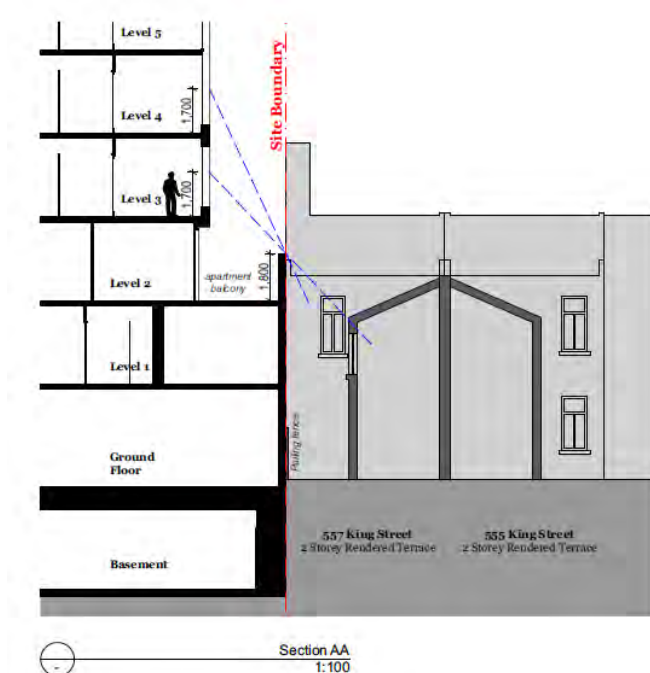 Level 5
Site Boundary
Level 4
1,700
Level 3
1,700
Level 2
apartment
balcony
1,800
Level 1
Ground
Floor
Paling fence
557 King Street
2 Storey Rendered Terrace
555 King Street
2 Storey Rendered Terrace
Basement
Section AA
-
1:100